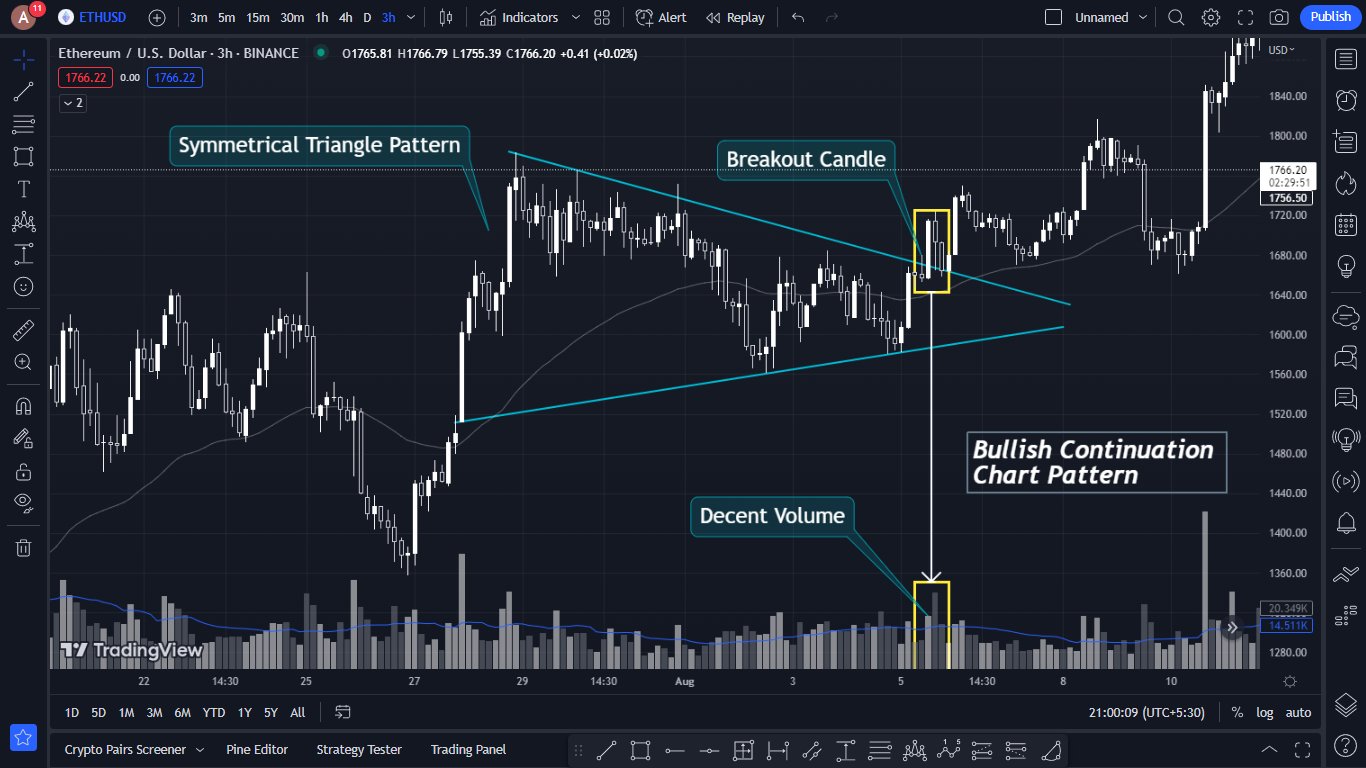 A
11
ETHUSD
3m 5m 15m 30m 1h 4h D 3h
Indicators
Alert
Replay
Unnamed
Publish
Ethereum / U.S. Dollar · 3h · BINANCE O1765.81 H1766.79 L1755.39 C1766.20 +0.41 (+0.02%)
USD
1766.22 0.00 1766.22
2
1840.00
Symmetrical Triangle Pattern
1800.00
Breakout Candle
1766.20
02:29:51
1756.50
1720.00
1680.00
1640.00
1600.00
1560.00
1520.00
1480.00
1440.00
1400.00
1360.00
Bullish Continuation
Chart Pattern
Decent Volume
20.349K
14.511K
1280.00
TradingView
22 14:30 25 27 29 14:30 Aug 3 5 14:30 8 10
1D 5D 1M 3M 6M YTD 1Y 5Y All
21:00:09 (UTC+5:30) % log auto
Crypto Pairs Screener Pine Editor Strategy Tester Trading Panel